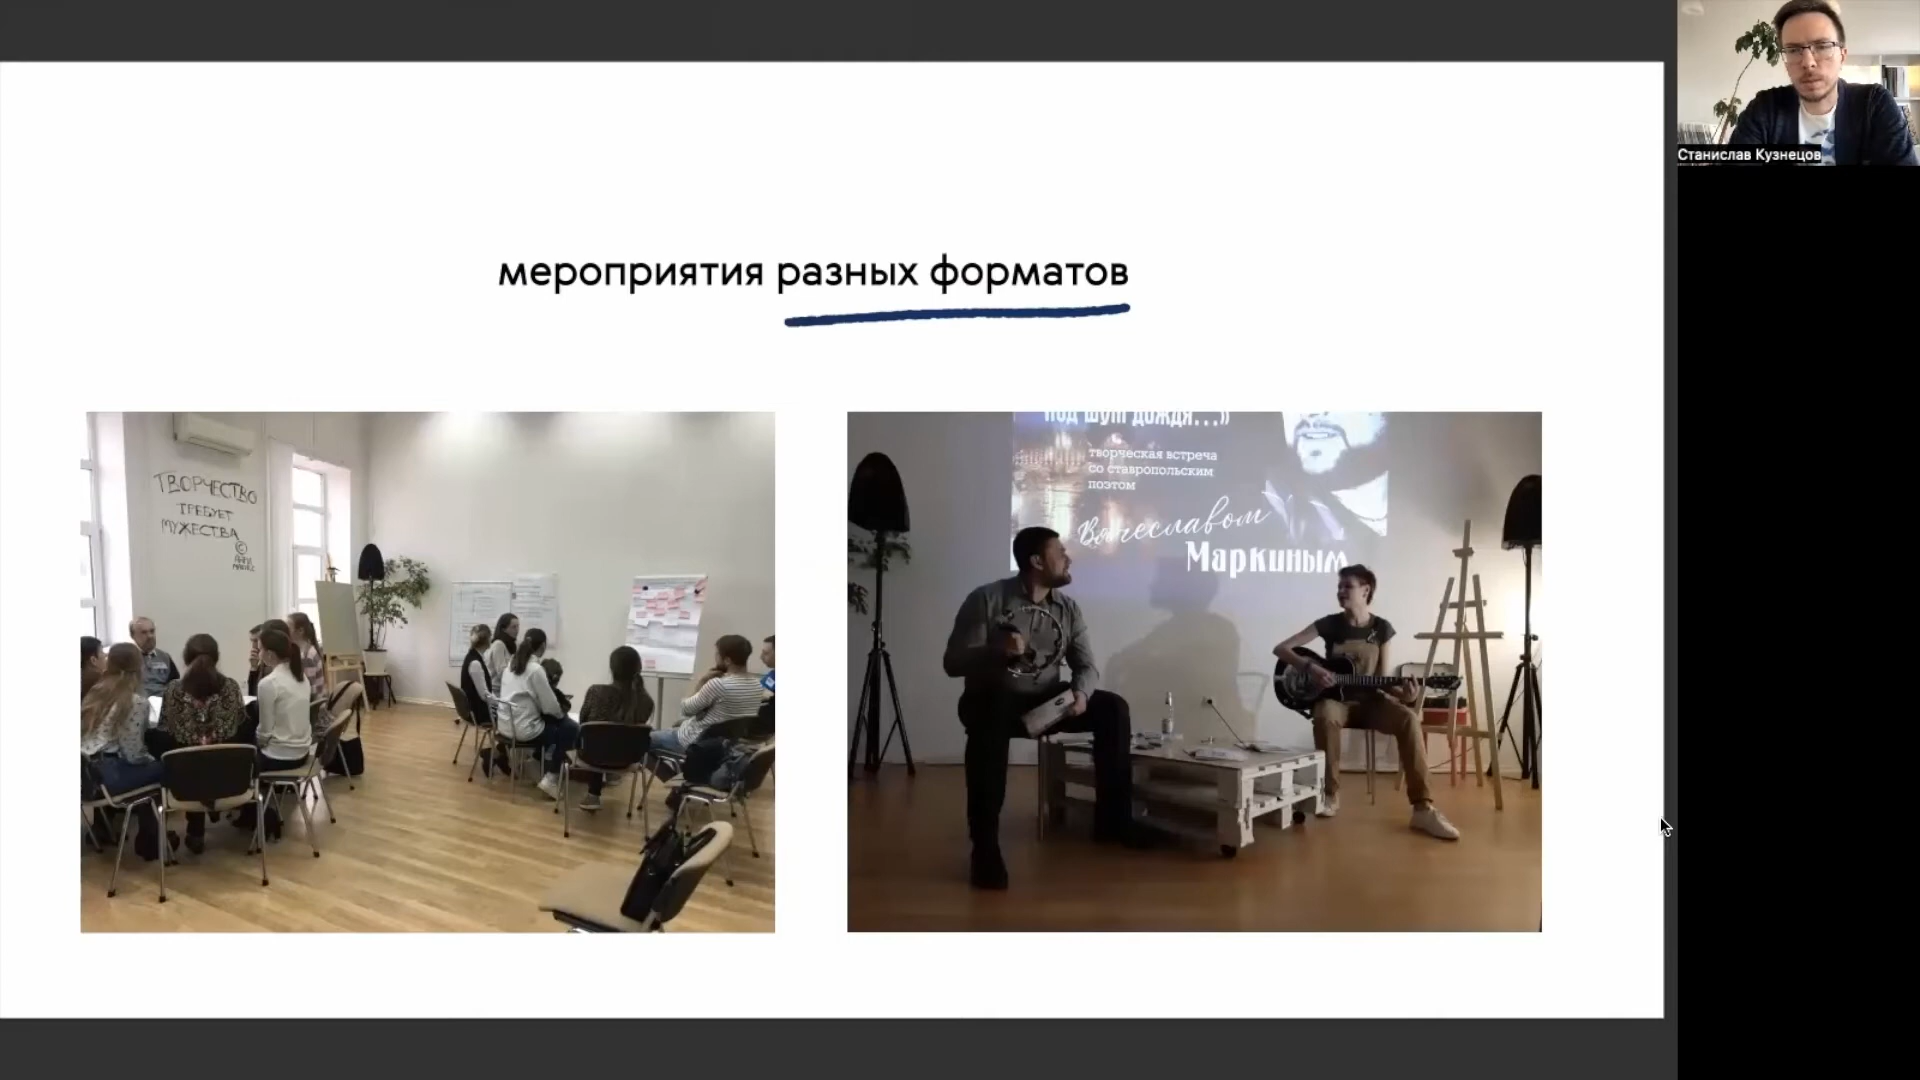 мероприятия разных форматов
ТВОРЧЕСТВО
ТРЕБУЕТ
МУЖЕСТВА
©
под шум дождя...»
творческая встреча
со ставропольским
поэтом
Вячеславом
Маркиным
Станислав Кузнецов